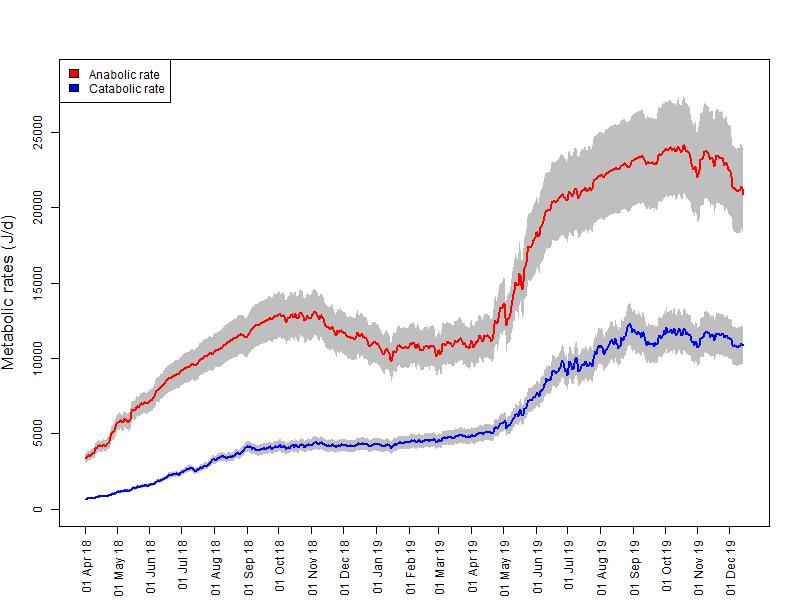 Anabolic rate
Catabolic rate
Metabolic rates (J/d)
25000
20000
15000
10000
5000
0
01 Apr 18
01 May 18
01 Jun 18
01 Jul 18
01 Aug 18
01 Sep 18
01 Oct 18
01 Nov 18
01 Dec 18
01 Jan 19
01 Feb 19
01 Mar 19
01 Apr 19
01 May 19
01 Jun 19
01 Jul 19
01 Aug 19
01 Sep 19
01 Oct 19
01 Nov 19
01 Dec 19